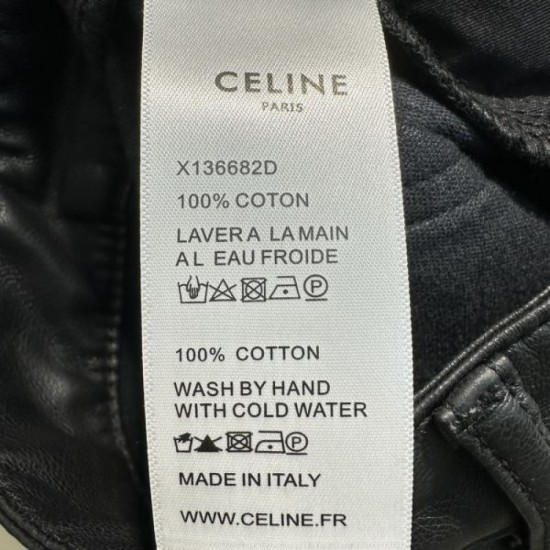 CELINE
PARIS
X136682D
100% COTON
LAVER A LA MAIN
A L EAU FROIDE
100% COTTON
WASH BY HAND
WITH COLD WATER
MADE IN ITALY
WWW.CELINE.FR